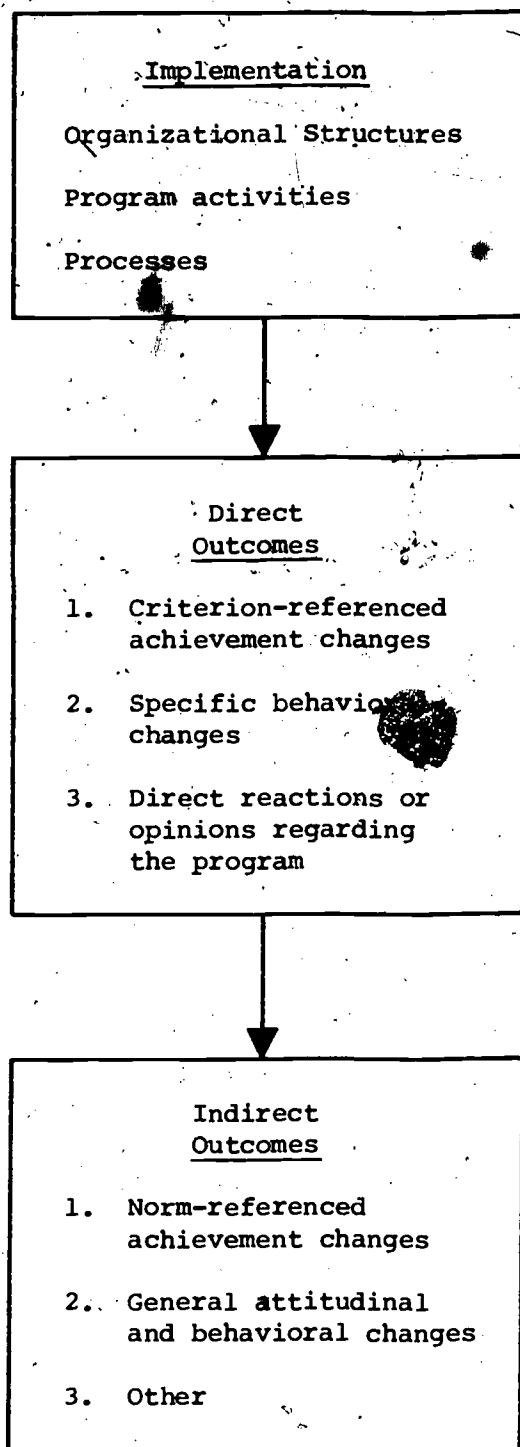 Implementation
Organizational Structures
Program activities
Processes
Direct
Outcomes
1. Criterion-referenced
achievement changes
2. Specific
changes
3. Direct reactions or
opinions regarding
the program
Indirect
Outcomes
1. Norm-referenced
achievement changes
2. General attitudinal
and behavioral changes
3. Other